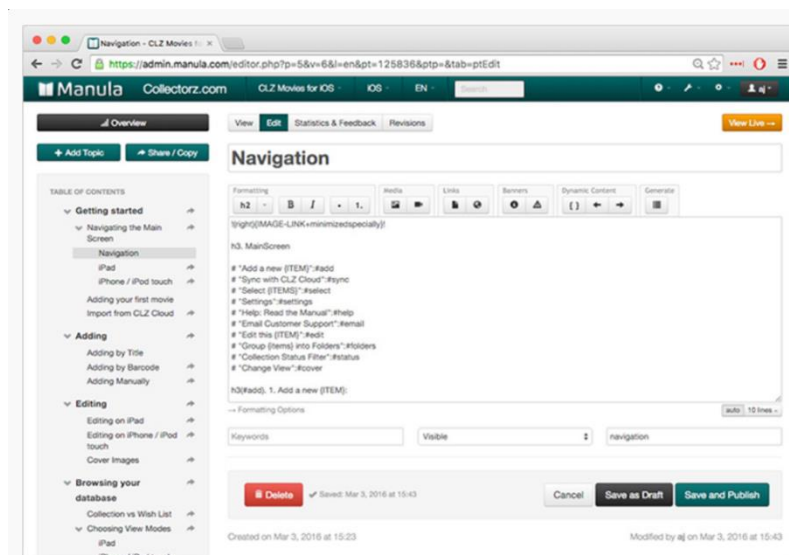 Navigation - CLZ Movies fo
https://admin.manula.com/editor.php?p=5&v=6&l=en&pt=125836&ptp=&tab=ptEdit
Manula Collectorz.com CLZ Movies for iOS iOS EN Search aj
Overview
View Edit Statistics & Feedback Revisions
View Live →
+ Add Topic
Share / Copy
Navigation
TABLE OF CONTENTS
Getting started
Navigating the Main
Screen
Navigation
iPad
iPhone / iPod touch
Adding your first movie
Import from CLZ Cloud
Adding
Adding by Title
Adding by Barcode
Adding Manually
Editing
Editing on iPad
Editing on iPhone / iPod
touch
Cover Images
Browsing your
database
Collection vs Wish List
Choosing View Modes
iPad
Formatting Media Links Banners Dynamic Content Generate
h2 B I • 1. { } ← →
!(right){IMAGE-LINK+minimizedspecially}!
h3. MainScreen
# "Add a new {ITEM}":#add
# "Sync with CLZ Cloud":#sync
# "Select {ITEMS}":#select
# "Settings":#settings
# "Help: Read the Manual":#help
# "Email Customer Support":#email
# "Edit this {ITEM}":#edit
# "Group {items} into Folders":#folders
# "Collection Status Filter":#status
# "Change View":#cover
h3(#add). 1. Add a new {ITEM}:
→ Formatting Options
auto 10 lines
Keywords
Visible
navigation
Delete
Saved: Mar 3, 2016 at 15:43
Cancel
Save as Draft
Save and Publish
Created on Mar 3, 2016 at 15:23
Modified by aj on Mar 3, 2016 at 15:43